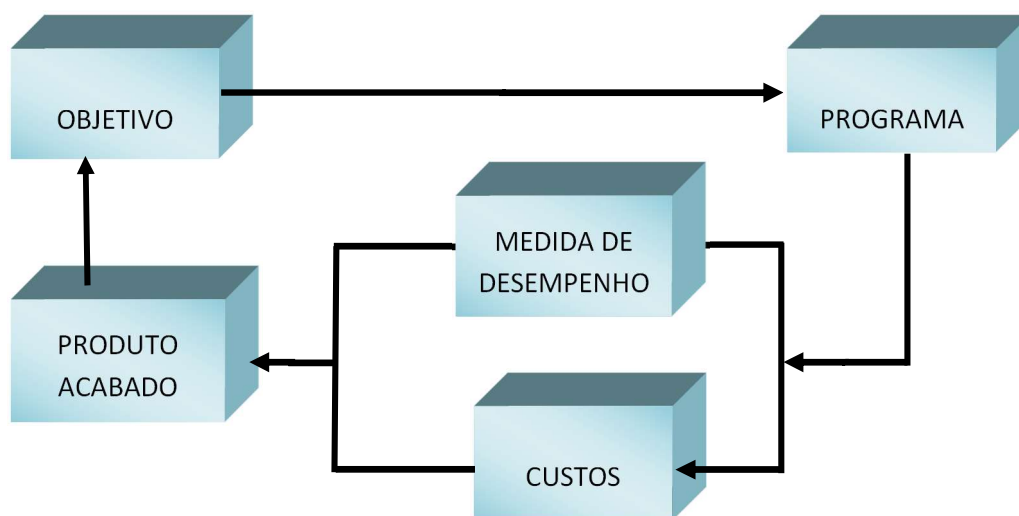 OBJETIVO
PROGRAMA
MEDIDA DE
DESEMPENHO
PRODUTO
ACABADO
CUSTOS